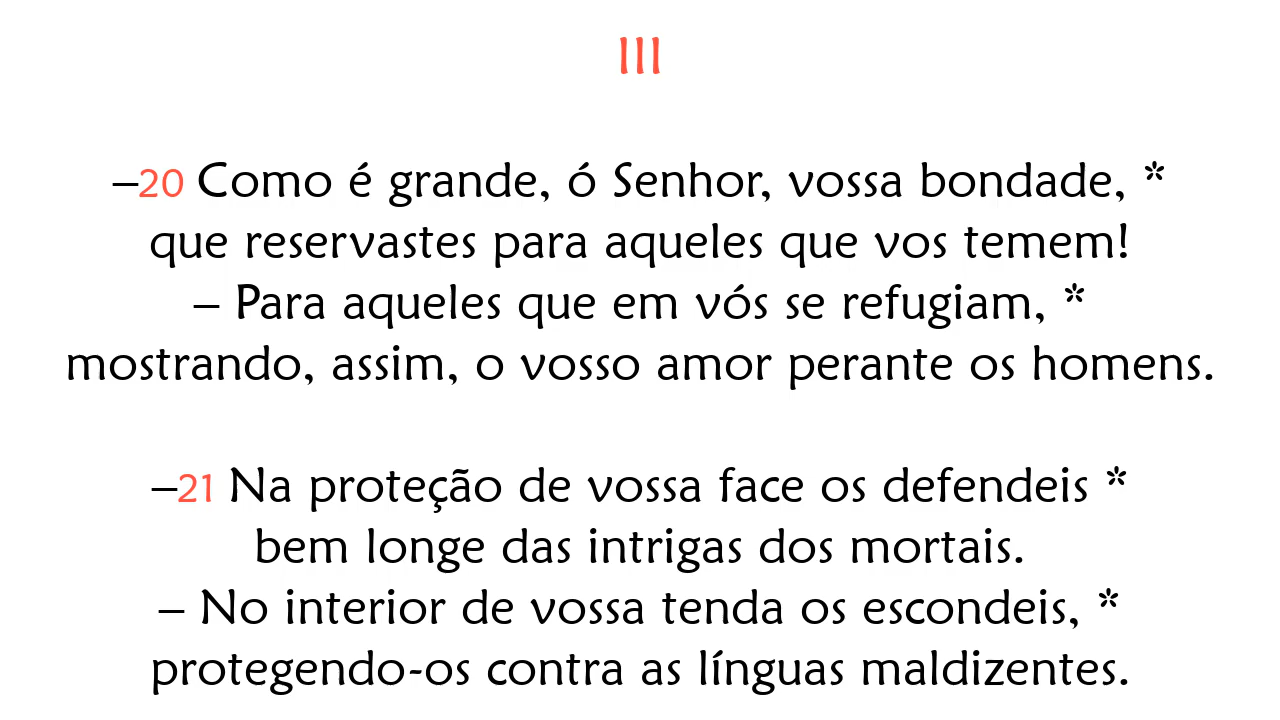 III
–20 Como é grande, ó Senhor, vossa bondade, *
que reservastes para aqueles que vos temem!
– Para aqueles que em vós se refugiam, *
mostrando, assim, o vosso amor perante os homens.
–21 Na proteção de vossa face os defendeis *
bem longe das intrigas dos mortais.
– No interior de vossa tenda os escondeis, *
protegendo-os contra as línguas maldizentes.